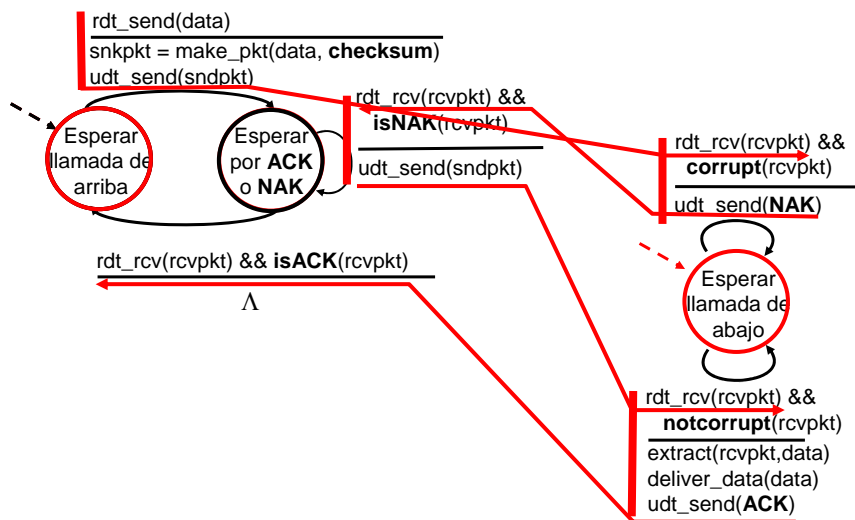 rdt_send(data)
snkpkt = make_pkt(data, checksum)
udt_send(sndpkt)
Esperar
llamada de
arriba
Esperar
por ACK
o NAK
rdt_rcv(rcvpkt) &&
isNAK(rcvpkt)
udt_send(sndpkt)
rdt_rcv(rcvpkt) && isACK(rcvpkt)
Λ
rdt_rcv(rcvpkt) &&
corrupt(rcvpkt)
udt_send(NAK)
Esperar
llamada de
abajo
rdt_rcv(rcvpkt) &&
notcorrupt(rcvpkt)
extract(rcvpkt,data)
deliver_data(data)
udt_send(ACK)